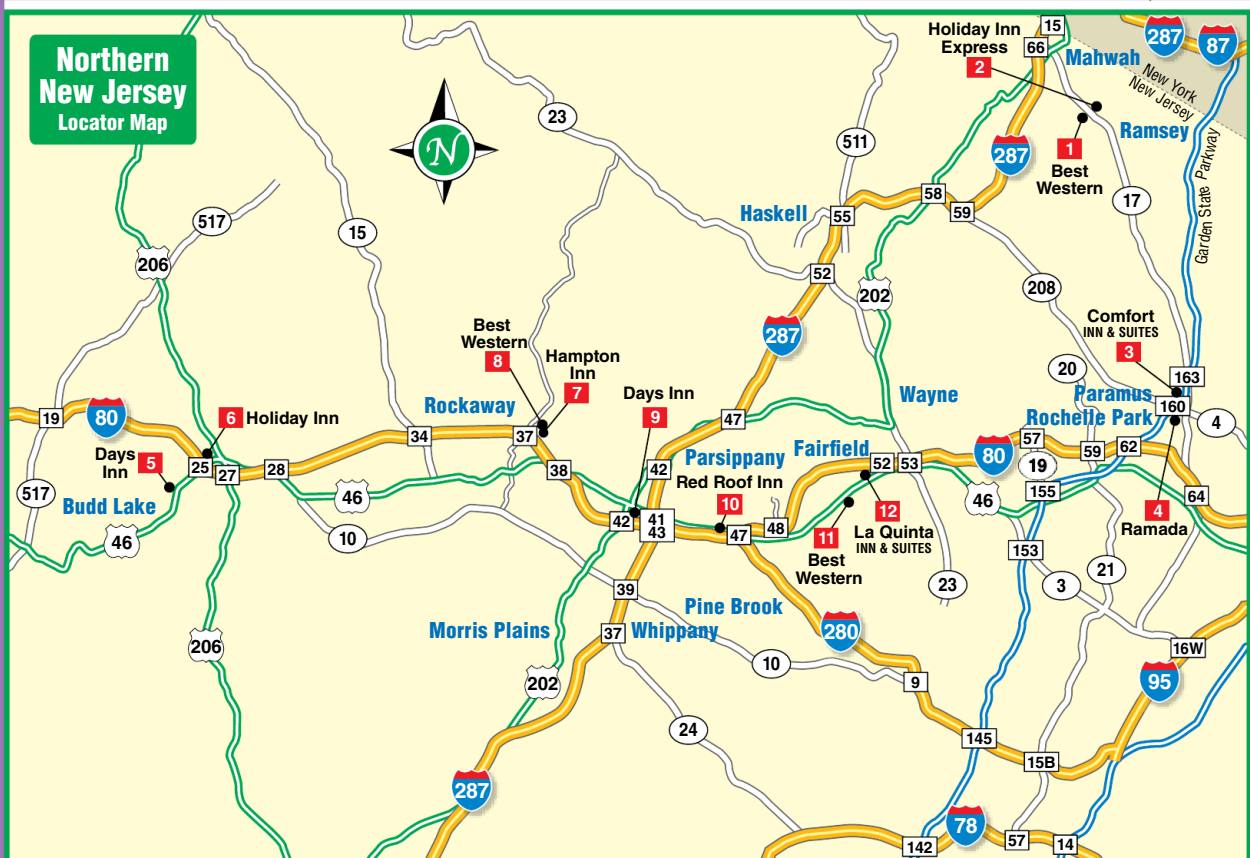 Northern
New Jersey
Locator Map
N
Holiday Inn
Express
2
15
66
Mahwah
287
87
New York
New Jersey
Ramsey
1
Best
Western
23
511
287
Garden State Parkway
17
58
59
Haskell
55
517
15
206
52
202
208
287
Comfort
INN & SUITES
3
Best
Western
8
Hampton
Inn
7
20
163
Paramus
160
Rochelle Park
4
Days Inn
9
Wayne
Rockaway
19
80
6
Holiday Inn
34
37
47
57
Fairfield
80
59
62
Days
Inn
5
25
27
28
38
42
Parsippany
52
53
19
Red Roof Inn
10
517
Budd Lake
46
46
46
155
64
12
La Quinta
INN & SUITES
4
Ramada
46
10
42
41
43
47
48
11
Best
Western
153
39
23
3
21
Pine Brook
Morris Plains
37
Whippany
280
206
10
16W
202
9
95
24
145
15B
287
78
142
57
14